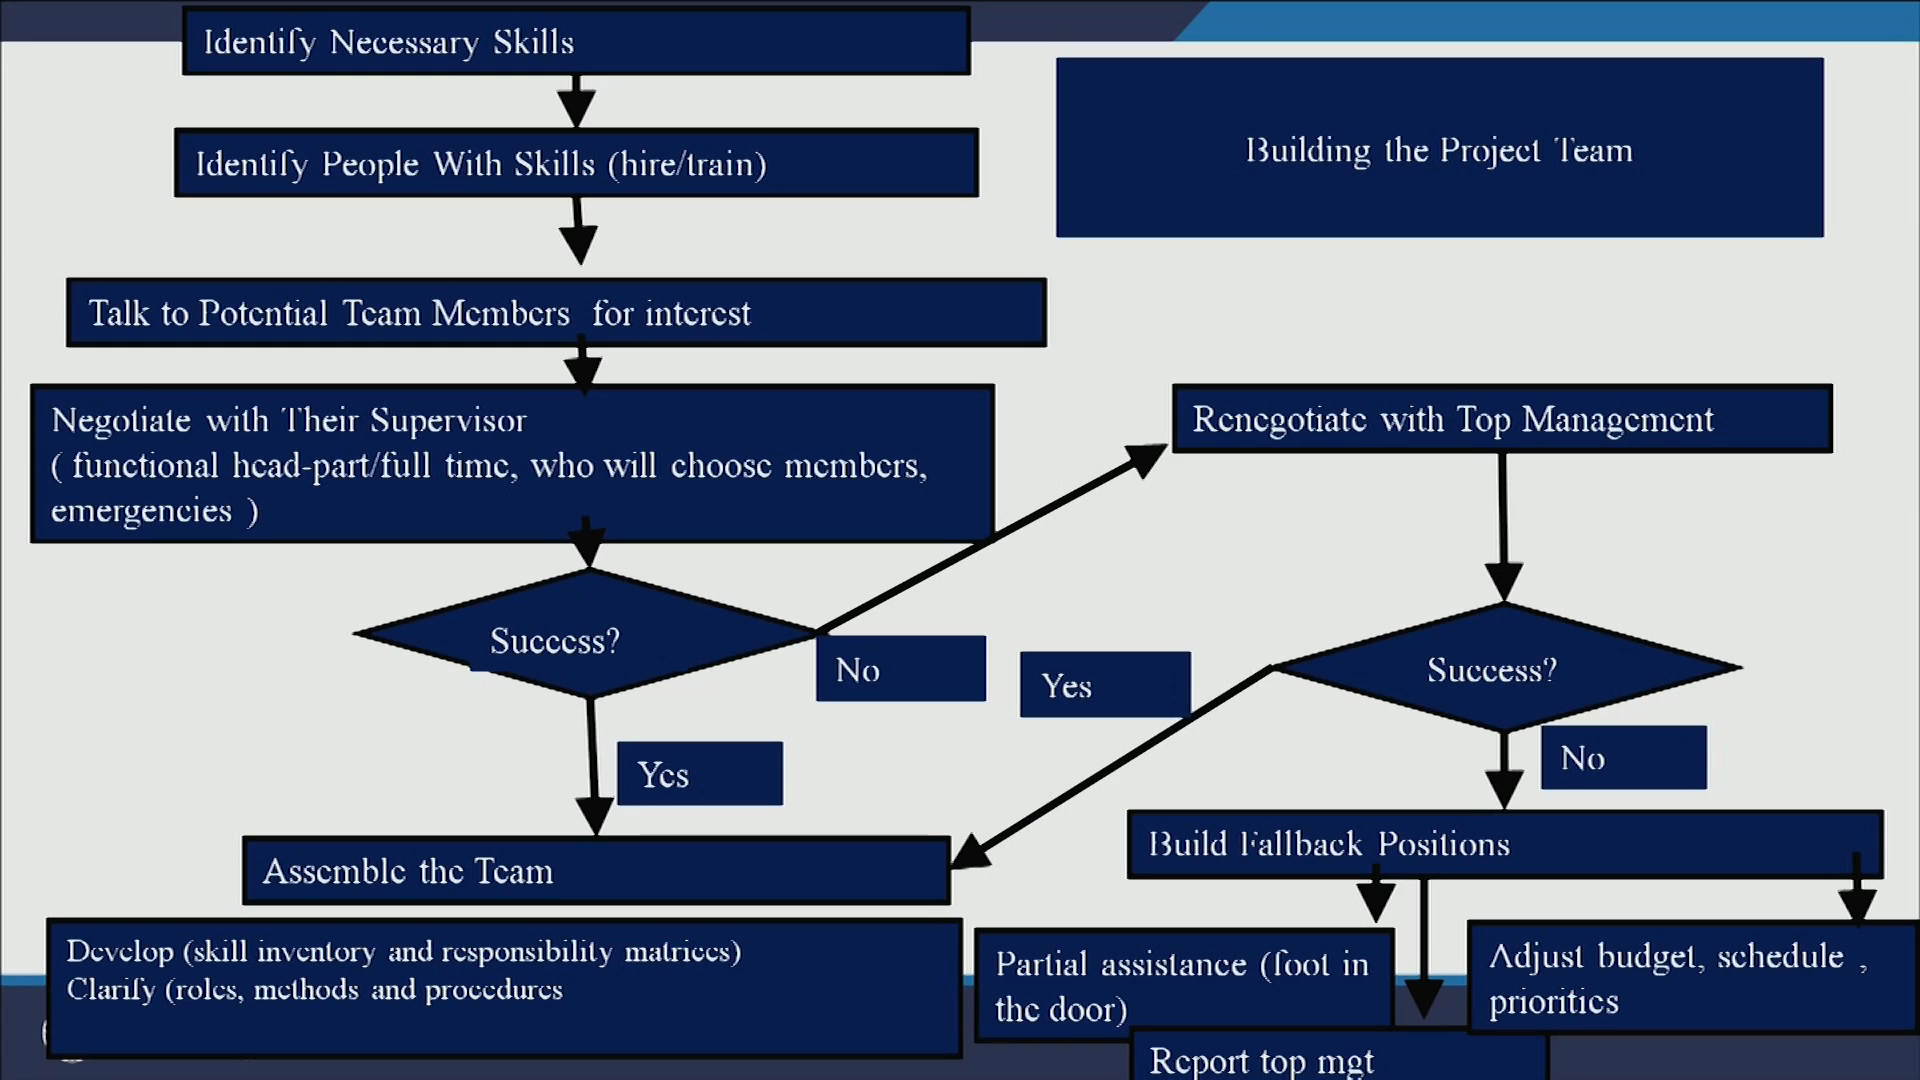 Identify Necessary Skills
Building the Project Team
Identify People With Skills (hire/train)
Talk to Potential Team Members for interest
Negotiate with Their Supervisor
( functional head-part/full time, who will choose members,
emergencies )
Renegotiate with Top Management
Success?
No
Yes
Success?
No
Yes
Assemble the Team
Build Fallback Positions
Develop (skill inventory and responsibility matrices)
Clarify (roles, methods and procedures
Partial assistance (foot in
the door)
Adjust budget, schedule ,
priorities
Report top mgt